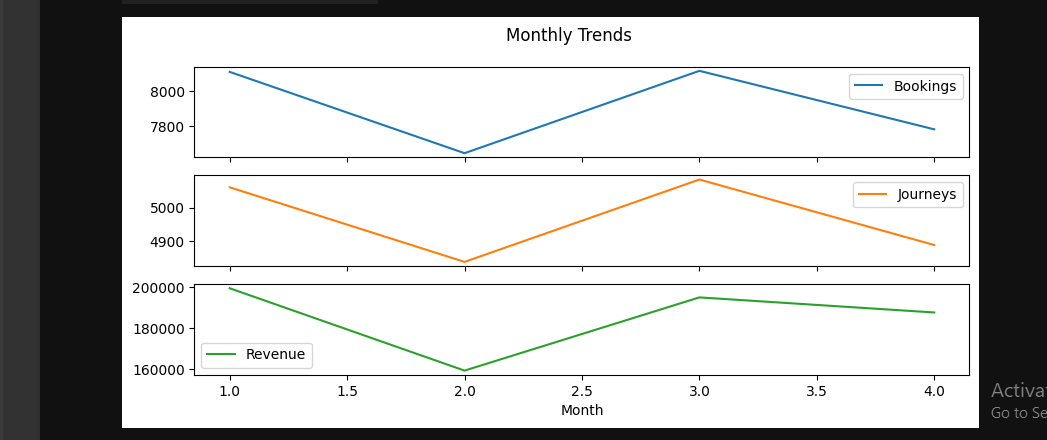 Monthly Trends
8000
7800
Bookings
5000
4900
Journeys
200000
180000
160000
Revenue
1.0 1.5 2.0 2.5 3.0 3.5 4.0
Month
Go to Se